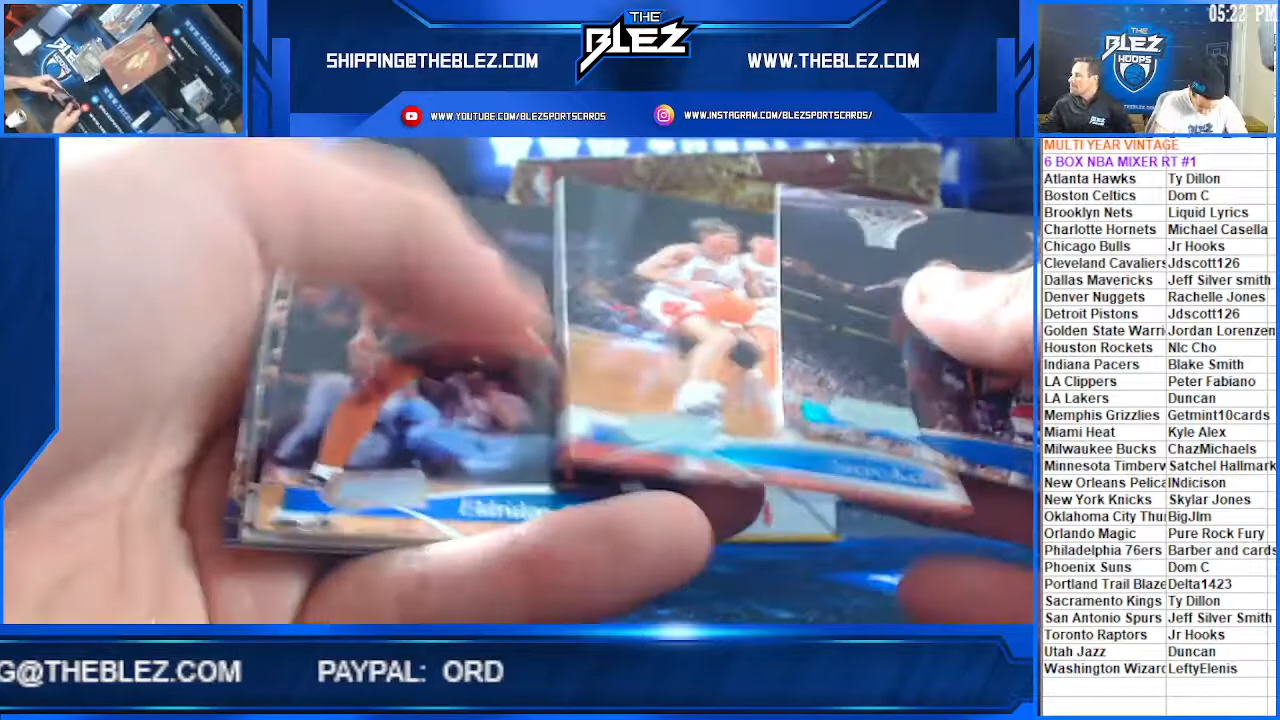 05:22 PM
THE
BLEZ
SHIPPING@THEBLEZ.COM
WWW.THEBLEZ.COM
WWW.YOUTUBE.COM/BLEZSPORTSCARDS
WWW.INSTAGRAM.COM/BLEZSPORTSCARDS/
THE
BLEZ
HOOPS
MULTI YEAR VINTAGE
6 BOX NBA MIXER RT #1
Atlanta Hawks Ty Dillon
Boston Celtics Dom C
Brooklyn Nets Liquid Lyrics
Charlotte Hornets Michael Casella
Chicago Bulls Jr Hooks
Cleveland Cavaliers Jdscott126
Dallas Mavericks Jeff Silver smith
Denver Nuggets Rachelle Jones
Detroit Pistons Jdscott126
Golden State Warri Jordan Lorenzen
Houston Rockets NIc Cho
Indiana Pacers Blake Smith
LA Clippers Peter Fabiano
LA Lakers Duncan
Memphis Grizzlies Getmint10cards
Miami Heat Kyle Alex
Milwaukee Bucks ChazMichaels
Minnesota Timberv Satchel Hallmark
New Orleans Pelica INdicison
New York Knicks Skylar Jones
Oklahoma City Thu BigJIm
Orlando Magic Pure Rock Fury
Philadelphia 76ers Barber and cards
Phoenix Suns Dom C
Portland Trail Blaze Delta1423
Sacramento Kings Ty Dillon
San Antonio Spurs Jeff Silver Smith
Toronto Raptors Jr Hooks
Utah Jazz Duncan
Washington Wizard LeftyElenis
G@THEBLEZ.COM PAYPAL: ORD